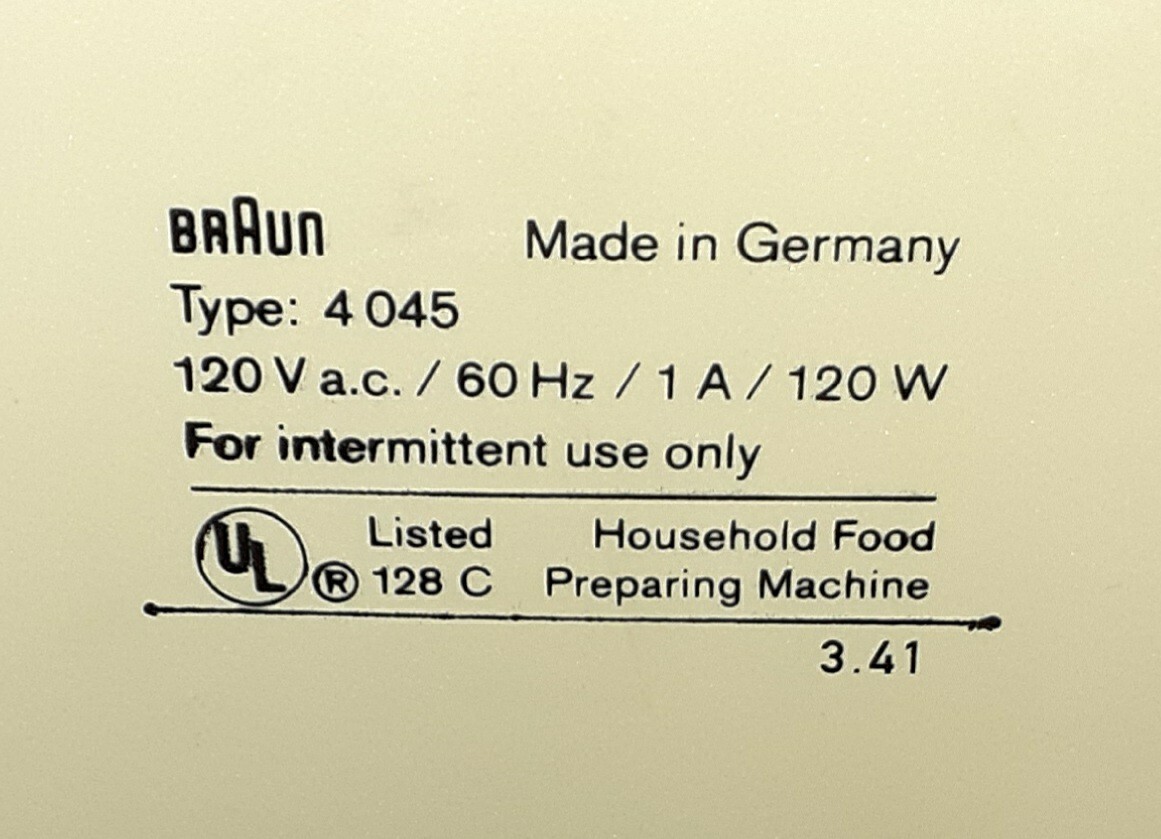 BRAUN Made in Germany
Type: 4 045
120 V a.c. / 60 Hz / 1 A / 120 W
For intermittent use only
UL ® Listed 128 C Household Food Preparing Machine
3.41